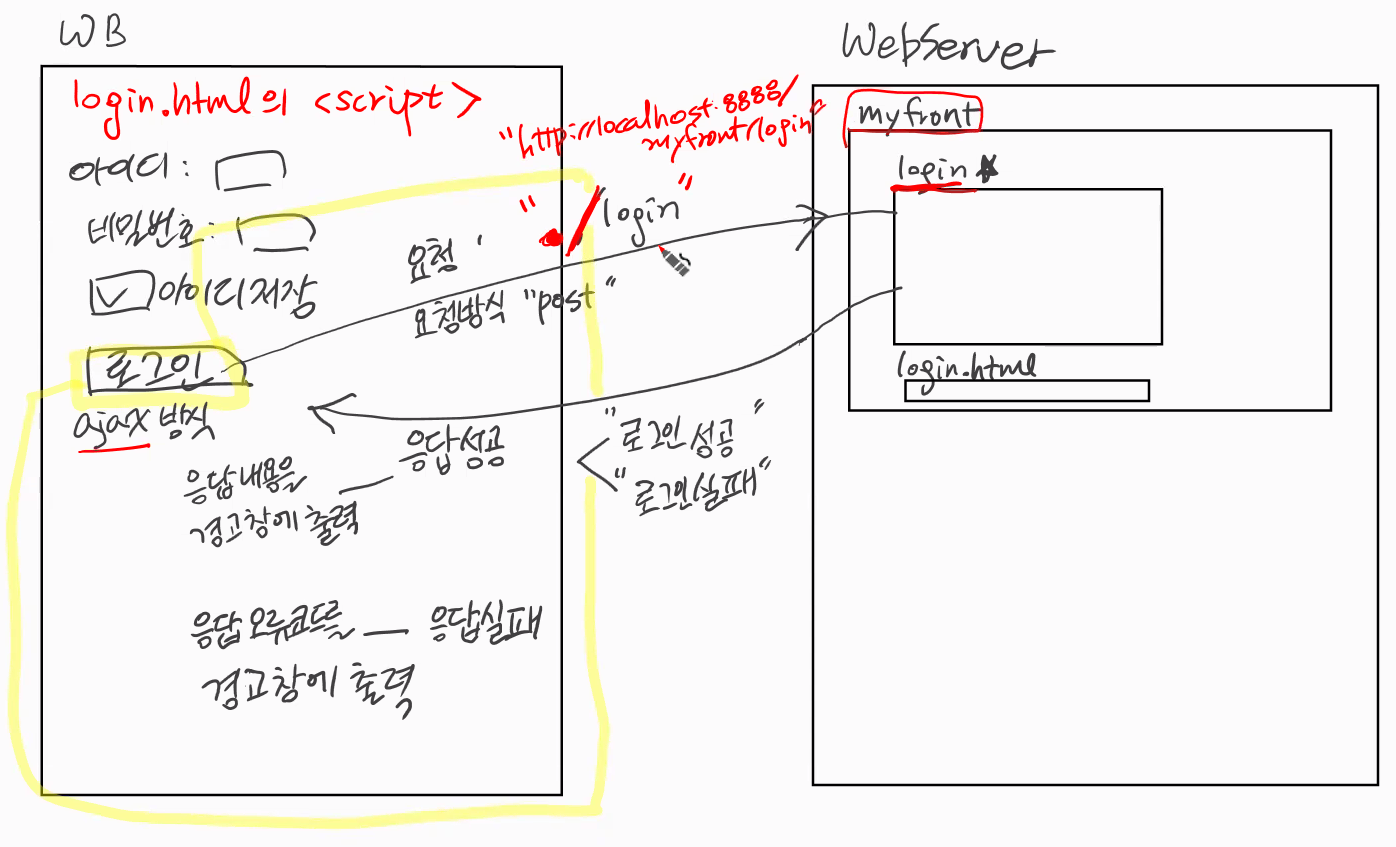 WB
login.html의 <script>
아이디 :
비밀번호 :
아이디저장
로그인
ajax 방식
"http://localhost:8888/
myfront/login"
" /login"
요청
요청방식 "post"
응답성공
"로그인 성공"
"로그인실패"
응답내용을
경고창에 출력
응답 오류코드를
응답실패
경고창에 출력
WebServer
myfront
login
login.html